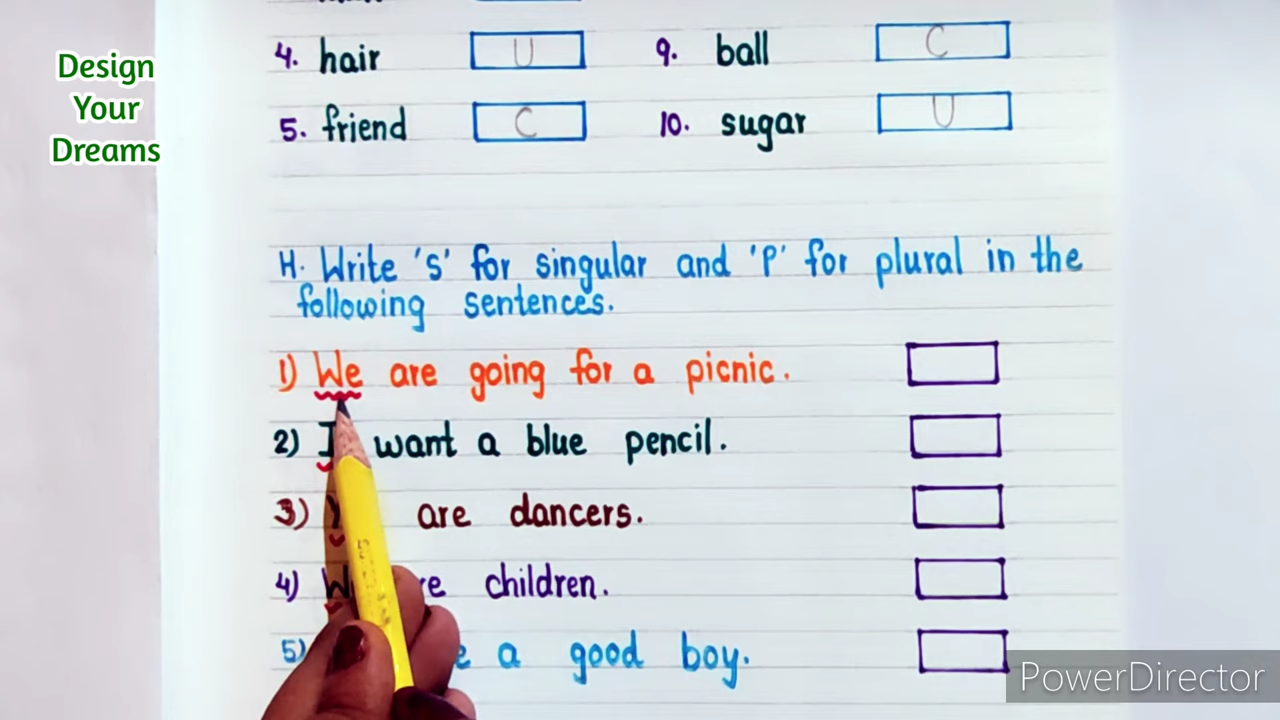 Design
Your
Dreams
4. hair U 9. ball C
5. friend C 10. sugar U
H. Write 's' for singular and 'P' for plural in the
following sentences.
1) We are going for a picnic.
2) I want a blue pencil.
3) are dancers.
4) children.
5) a good boy.
PowerDirector